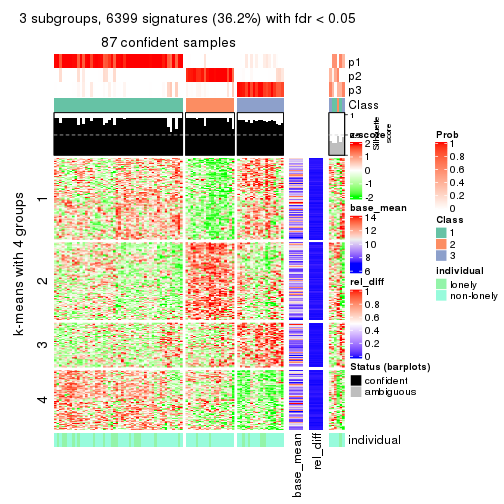 3 subgroups, 6399 signatures (36.2%) with fdr < 0.05
87 confident samples
p1
p2
p3
Class
1
Silhouette
score
k-means with 4 groups
1
2
3
4
individual
base_mean
rel_diff
z-score
2
1
0
-1
-2
base_mean
14
12
10
8
6
rel_diff
1
0.8
0.6
0.4
0.2
0
Status (barplots)
confident
ambiguous
Prob
1
0.8
0.6
0.4
0.2
0
Class
1
2
3
individual
lonely
non-lonely